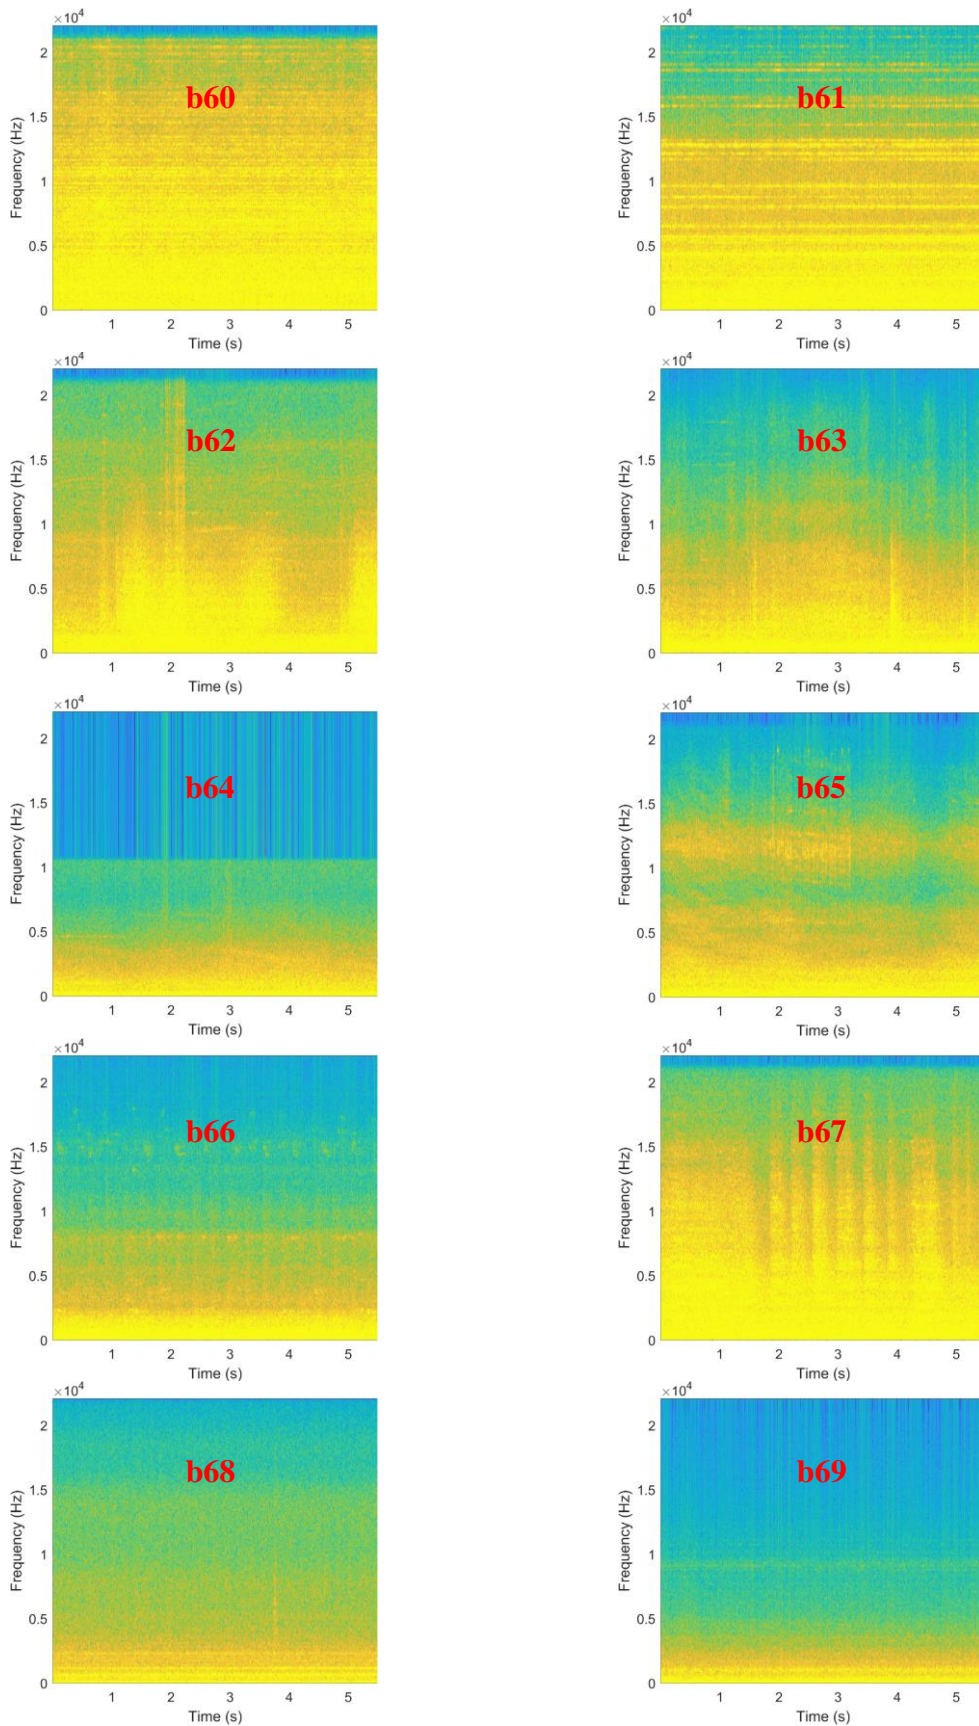 ×10⁴ ×10⁴
2 2
b60 b61
1.5 1.5
Frequency (Hz) Frequency (Hz)
1 1
0.5 0.5
0 0
1 2 3 4 5 1 2 3 4 5
Time (s) Time (s)
×10⁴ ×10⁴
2 2
b62 b63
1.5 1.5
Frequency (Hz) Frequency (Hz)
1 1
0.5 0.5
0 0
1 2 3 4 5 1 2 3 4 5
Time (s) Time (s)
×10⁴ ×10⁴
2 2
b64 b65
1.5 1.5
Frequency (Hz) Frequency (Hz)
1 1
0.5 0.5
0 0
1 2 3 4 5 1 2 3 4 5
Time (s) Time (s)
×10⁴ ×10⁴
2 2
b66 b67
1.5 1.5
Frequency (Hz) Frequency (Hz)
1 1
0.5 0.5
0 0
1 2 3 4 5 1 2 3 4 5
Time (s) Time (s)
×10⁴ ×10⁴
2 2
b68 b69
1.5 1.5
Frequency (Hz) Frequency (Hz)
1 1
0.5 0.5
0 0
1 2 3 4 5 1 2 3 4 5
Time (s) Time (s)